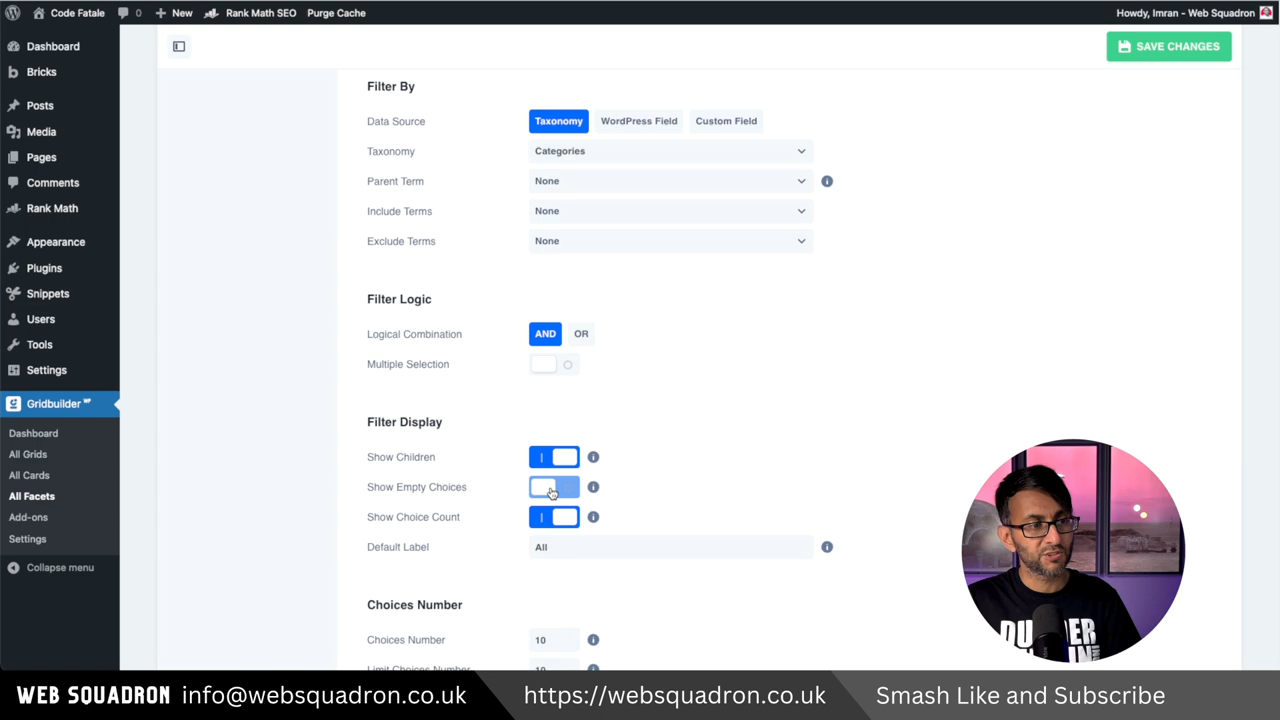 Code Fatale
0
New
Rank Math SEO
Purge Cache
Howdy, Imran - Web Squadron
Dashboard
Bricks
Posts
Media
Pages
Comments
Rank Math
Appearance
Plugins
Snippets
Users
Tools
Settings
Gridbuilder WP
Dashboard
All Grids
All Cards
All Facets
Add-ons
Settings
Collapse menu
SAVE CHANGES
Filter By
Data Source
Taxonomy
WordPress Field
Custom Field
Taxonomy
Categories
Parent Term
None
Include Terms
None
Exclude Terms
None
Filter Logic
Logical Combination
AND
OR
Multiple Selection
Filter Display
Show Children
Show Empty Choices
Show Choice Count
Default Label
All
Choices Number
Choices Number
10
Limit Choices Number
10
WEB SQUADRON
info@websquadron.co.uk
https://websquadron.co.uk
Smash Like and Subscribe